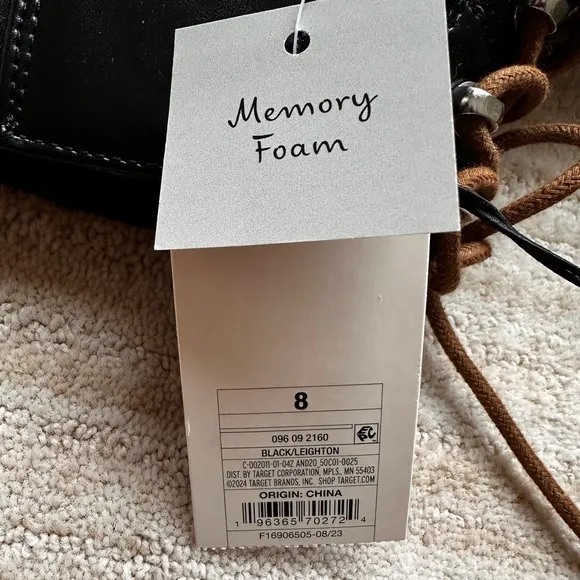 Memory
Foam
8
096 09 2160
BLACK/LEIGHTON
C-002011-01-042 AND20_50C01-0025
DIST. BY TARGET CORPORATION, MPLS., MN 55403
©2024 TARGET BRANDS, INC. SHOP TARGET.COM
ORIGIN: CHINA
1 96365 70272 4
F16906505-08/23